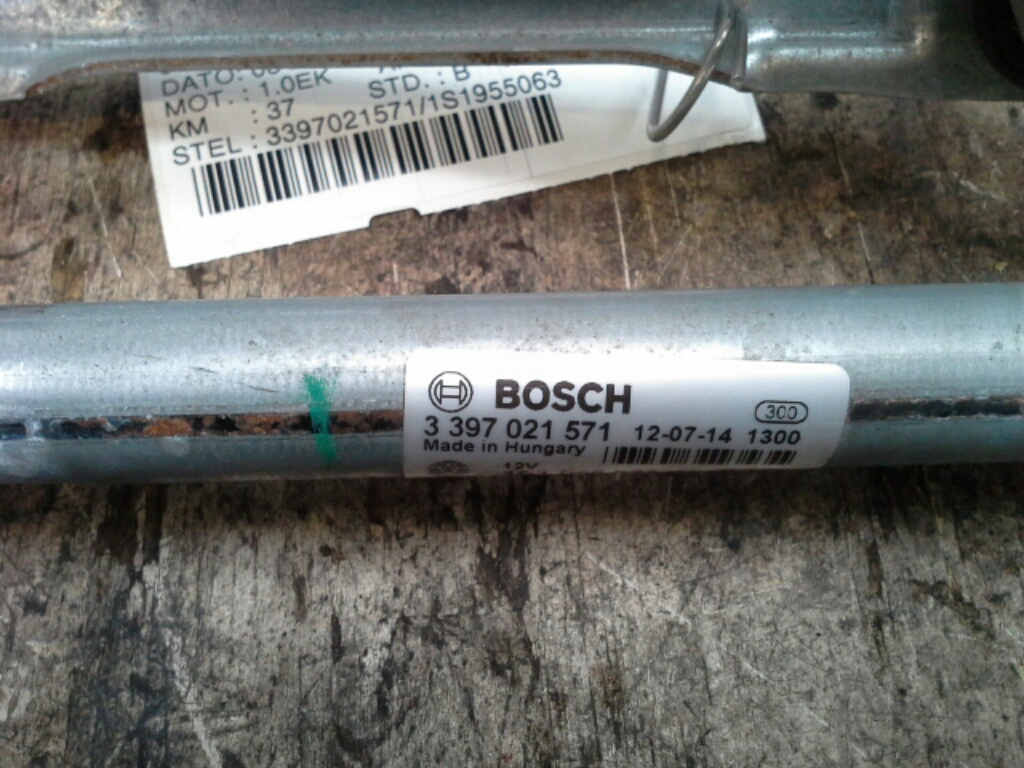 DATO:
MOT. : 1.0EK STD. : B
KM : 37
STEL : 3397021571/1S1955063
BOSCH
300
3 397 021 571 12-07-14 1300
Made in Hungary
12V